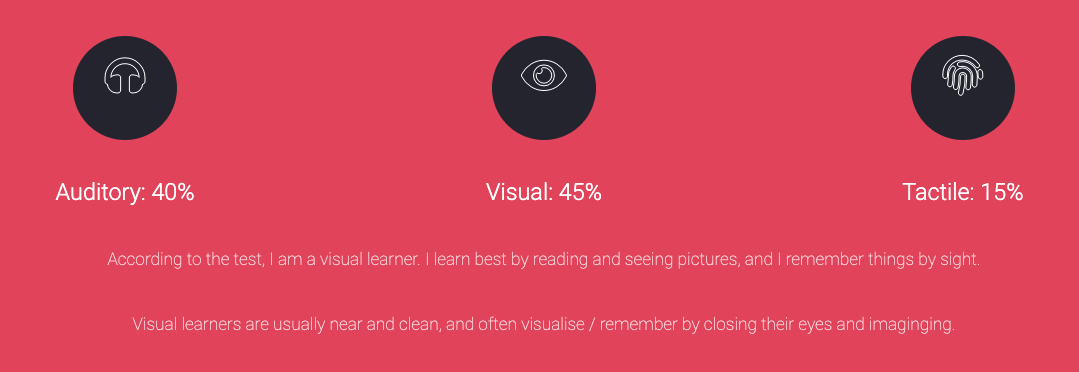 Auditory: 40%
Visual: 45%
Tactile: 15%
According to the test, I am a visual learner. I learn best by reading and seeing pictures, and I remember things by sight.
Visual learners are usually near and clean, and often visualise / remember by closing their eyes and imaginging.